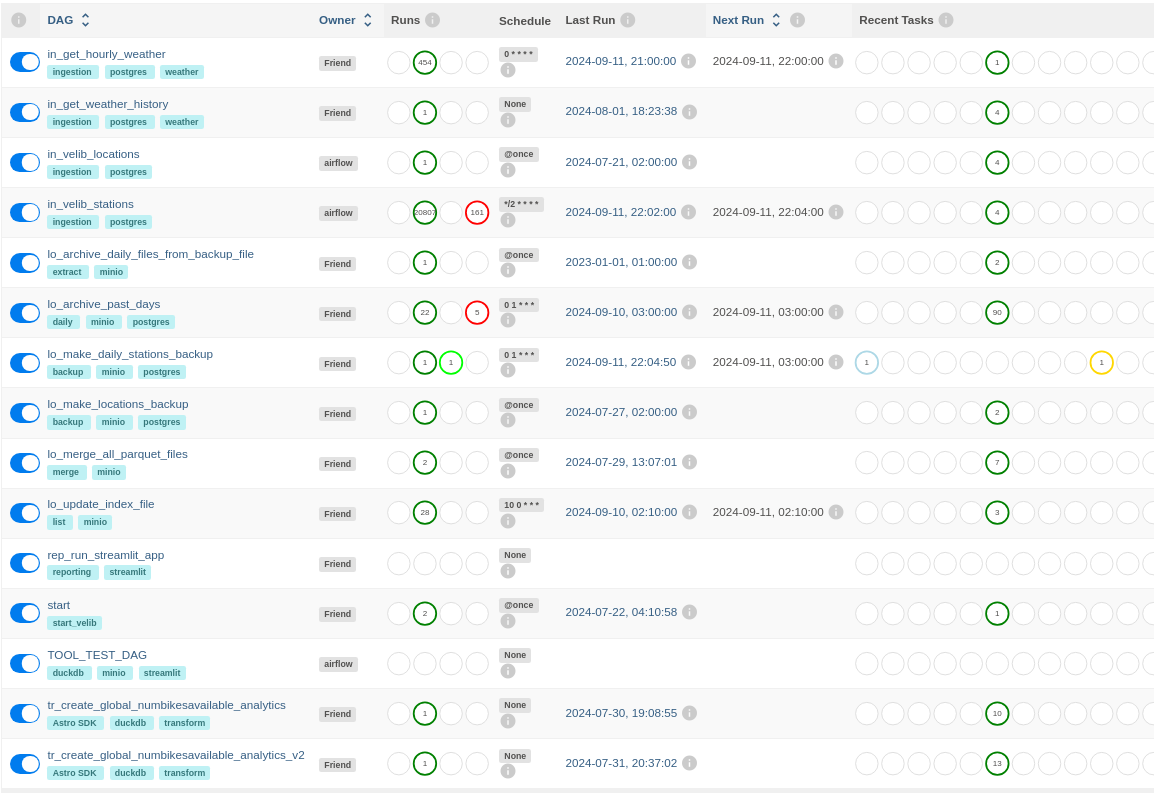 DAG Owner Runs Schedule Last Run Next Run Recent Tasks
in_get_hourly_weather
ingestion postgres weather
Friend 454 0 * * * * 2024-09-11, 21:00:00 2024-09-11, 22:00:00 1
in_get_weather_history
ingestion postgres weather
Friend 1 None 2024-08-01, 18:23:38 4
in_velib_locations
ingestion postgres
airflow 1 @once 2024-07-21, 02:00:00 4
in_velib_stations
ingestion postgres
airflow 20807 161 */2 * * * * 2024-09-11, 22:02:00 2024-09-11, 22:04:00 4
lo_archive_daily_files_from_backup_file
extract minio
Friend 1 @once 2023-01-01, 01:00:00 2
lo_archive_past_days
daily minio postgres
Friend 22 5 0 1 * * * 2024-09-10, 03:00:00 2024-09-11, 03:00:00 90
lo_make_daily_stations_backup
backup minio postgres
Friend 1 1 0 1 * * * 2024-09-11, 22:04:50 2024-09-11, 03:00:00 1 1
lo_make_locations_backup
backup minio postgres
Friend 1 @once 2024-07-27, 02:00:00 2
lo_merge_all_parquet_files
merge minio
Friend 2 @once 2024-07-29, 13:07:01 7
lo_update_index_file
list minio
Friend 28 10 0 * * * 2024-09-10, 02:10:00 2024-09-11, 02:10:00 3
rep_run_streamlit_app
reporting streamlit
Friend None
start
start_velib
Friend 2 @once 2024-07-22, 04:10:58 1
TOOL_TEST_DAG
duckdb minio streamlit
airflow None
tr_create_global_numbikesavailable_analytics
Astro SDK duckdb transform
Friend 1 None 2024-07-30, 19:08:55 10
tr_create_global_numbikesavailable_analytics_v2
Astro SDK duckdb transform
Friend 1 None 2024-07-31, 20:37:02 13